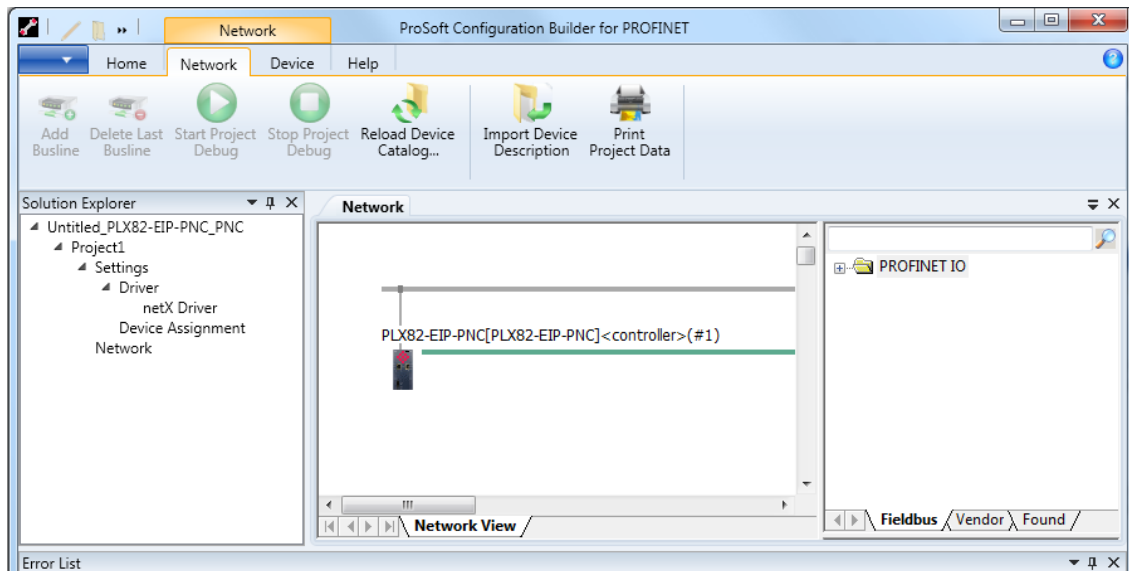 Network
ProSoft Configuration Builder for PROFINET
Home Network Device Help
Add Busline
Delete Last Busline
Start Project Debug
Stop Project Debug
Reload Device Catalog...
Import Device Description
Print Project Data
Solution Explorer
Untitled_PLX82-EIP-PNC_PNC
Project1
Settings
Driver
netX Driver
Device Assignment
Network
Network
PLX82-EIP-PNC[PLX82-EIP-PNC]<controller>(#1)
Network View
PROFINET IO
Fieldbus Vendor Found
Error List